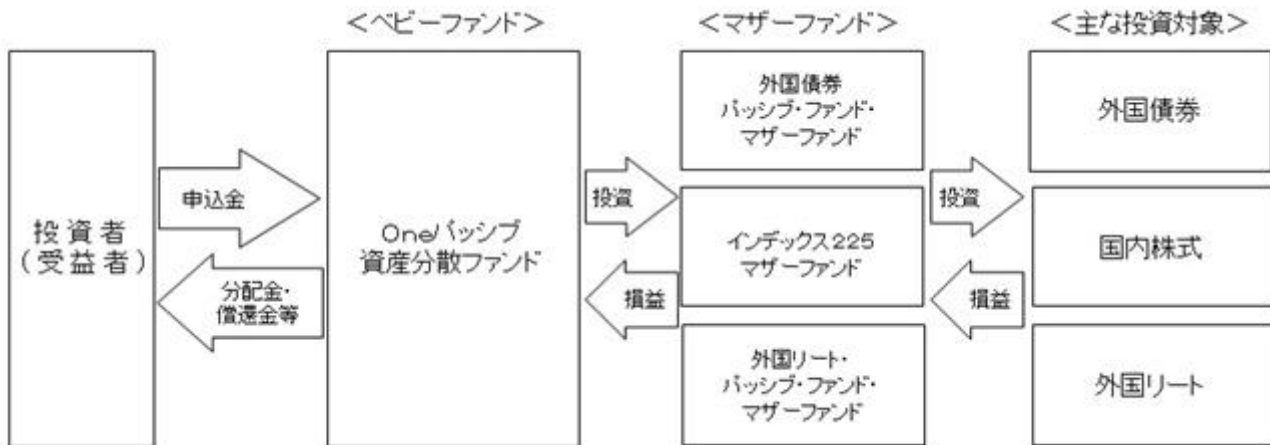 ＜ベビーファンド＞
＜マザーファンド＞
＜主な投資対象＞
投資者
（受益者）
申込金
分配金・
償還金等
Oneパッシブ
資産分散ファンド
投資
損益
外国債券
パッシブ・ファンド・
マザーファンド
インデックス225
マザーファンド
外国リート・
パッシブ・ファンド・
マザーファンド
投資
損益
外国債券
国内株式
外国リート